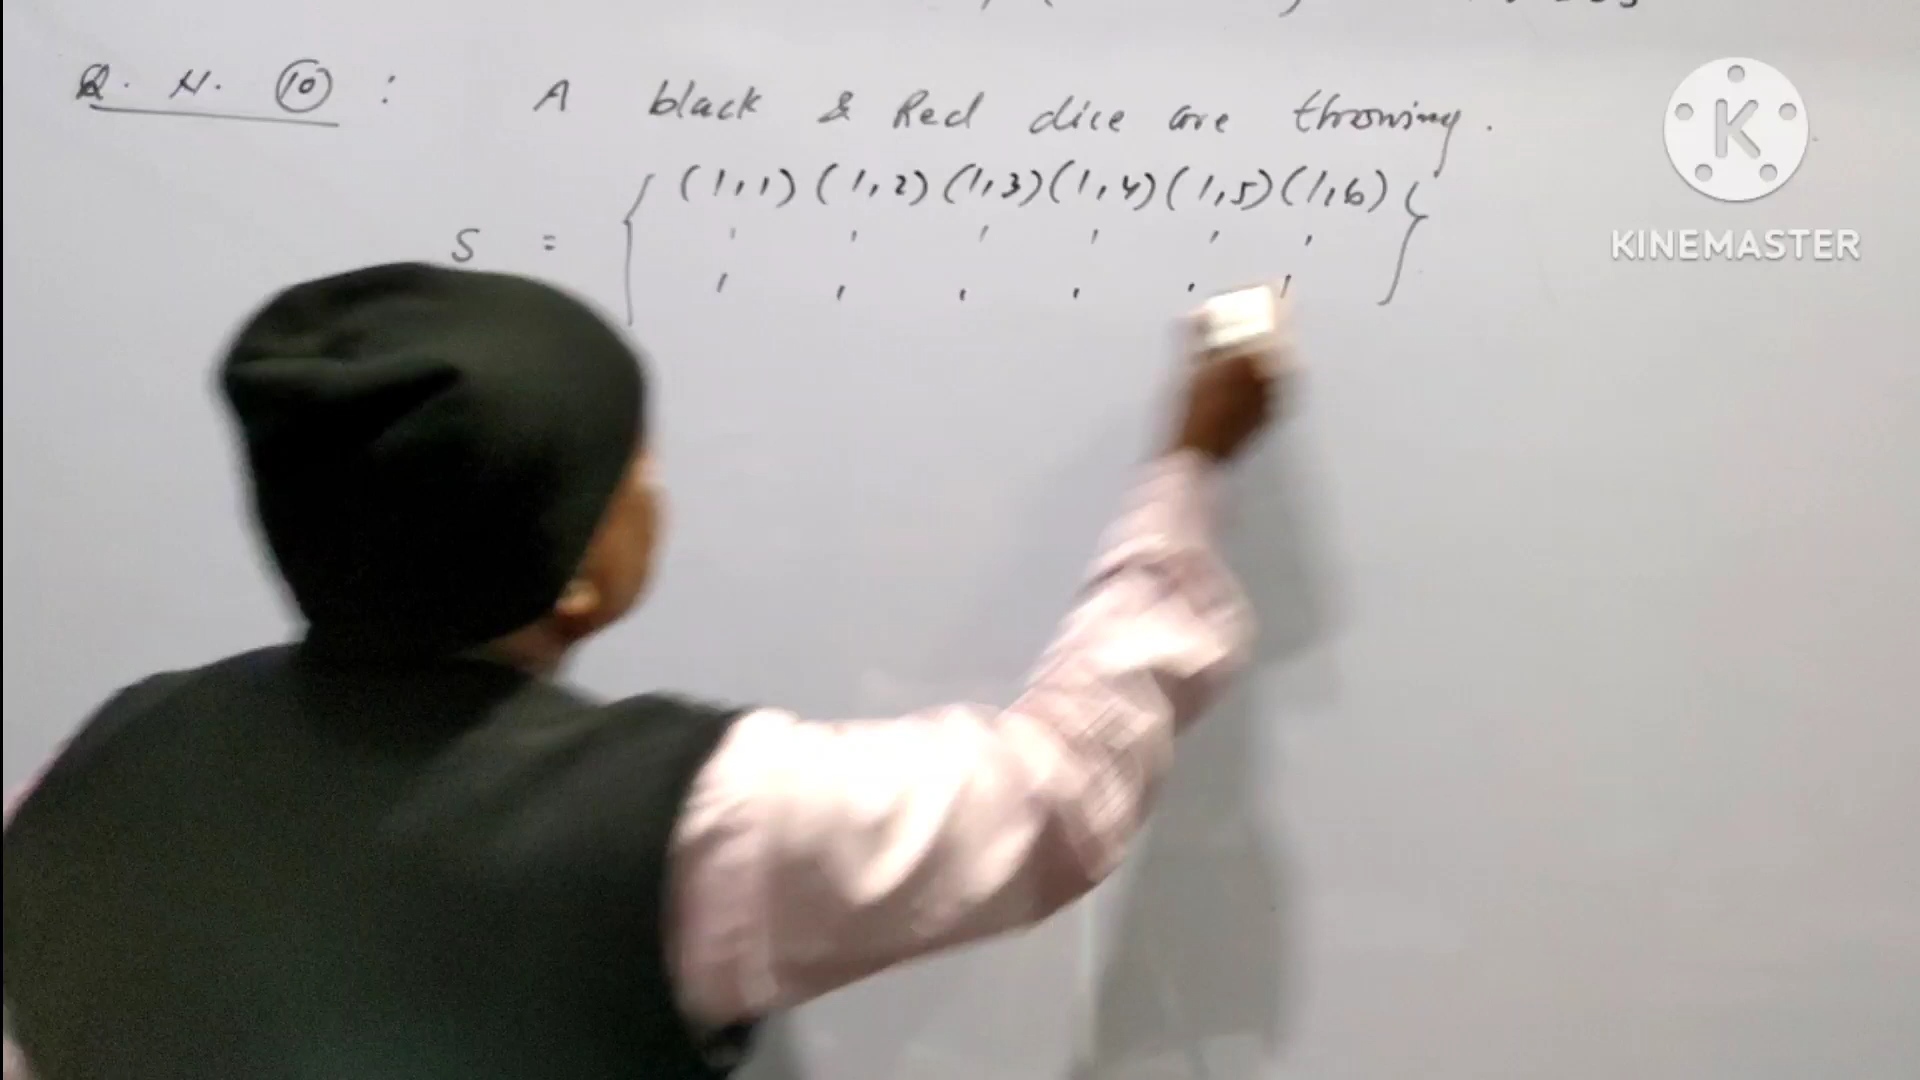 Q. N. 10 : A black & Red dice are throwing.
S = { (1,1) (1,2) (1,3) (1,4) (1,5) (1,6) }
K
KINEMASTER